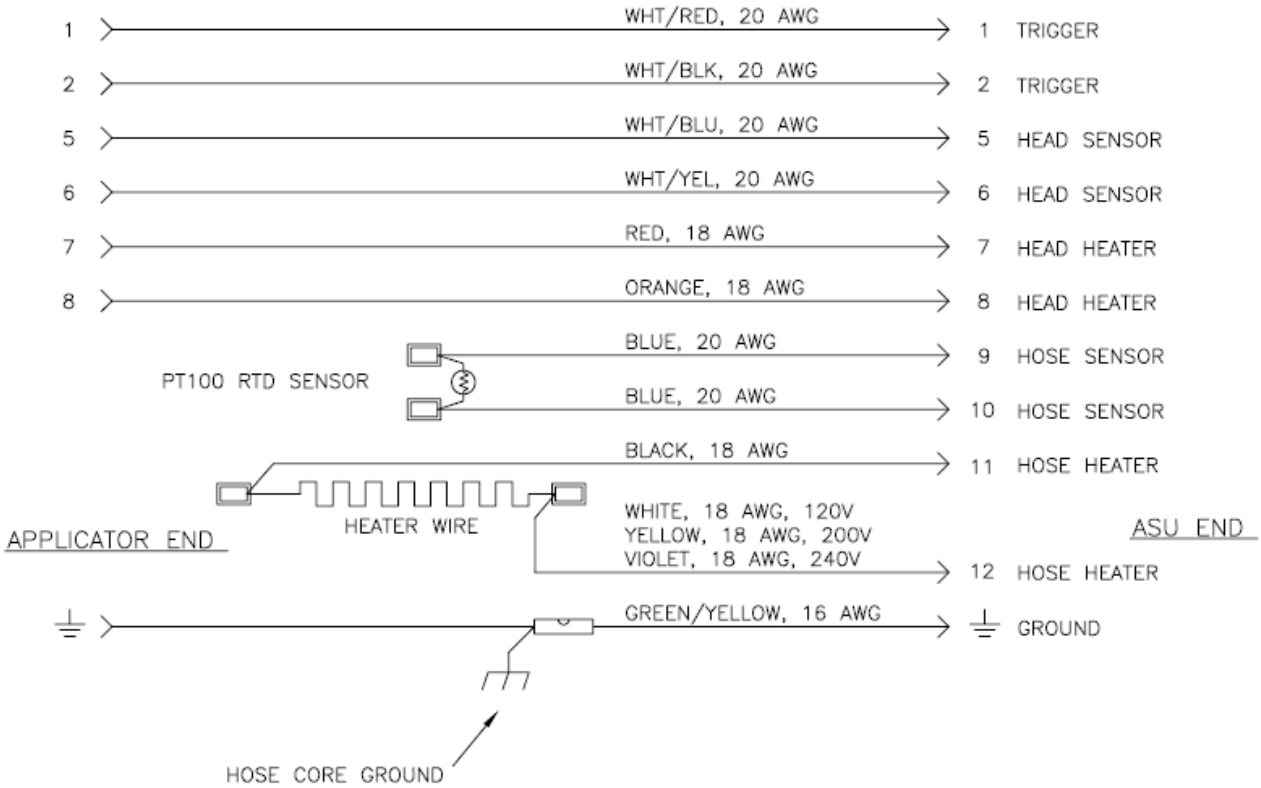 1 WHT/RED, 20 AWG 1 TRIGGER
2 WHT/BLK, 20 AWG 2 TRIGGER
5 WHT/BLU, 20 AWG 5 HEAD SENSOR
6 WHT/YEL, 20 AWG 6 HEAD SENSOR
7 RED, 18 AWG 7 HEAD HEATER
8 ORANGE, 18 AWG 8 HEAD HEATER
BLUE, 20 AWG 9 HOSE SENSOR
PT100 RTD SENSOR
BLUE, 20 AWG 10 HOSE SENSOR
BLACK, 18 AWG 11 HOSE HEATER
HEATER WIRE
WHITE, 18 AWG, 120V
YELLOW, 18 AWG, 200V
VIOLET, 18 AWG, 240V
APPLICATOR END
ASU END
12 HOSE HEATER
GREEN/YELLOW, 16 AWG GROUND
HOSE CORE GROUND